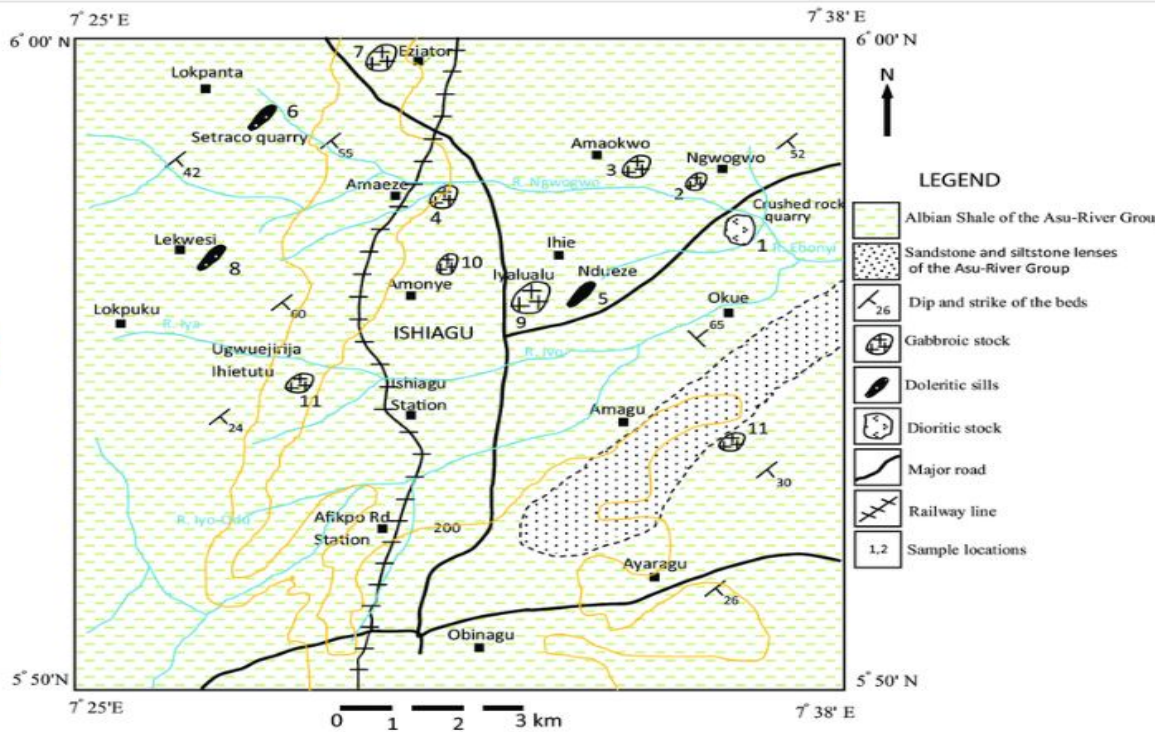 7° 25' E
7° 38' E
6° 00' N
6° 00' N
7
Eziator
Lokpanta
6
Setraco quarry
55
42
Amaokwo
3
52
Ngwogwo
2
R. Ngwogwo
Amaeze
4
Crushed rock
quarry
1
R. Ebonyi
Lekwesi
8
Ihie
10
Iyalualu
Ndueze
5
Amonye
9
Okue
60
Lokpuku
R. Iya
ISHIAGU
65
R. Ivo
Ugwuejirija
Ihietutu
11
Ishiagu
Station
24
Amagu
11
30
R. Iyo-Odo
Afikpo Rd
Station
200
Ayaragu
26
Obinagu
5° 50'N
5° 50' N
7° 25'E
7° 38' E
0 1 2 3 km
N
LEGEND
Albian Shale of the Asu-River Grou
Sandstone and siltstone lenses
of the Asu-River Group
26
Dip and strike of the beds
Gabbroic stock
Doleritic sills
Dioritic stock
Major road
Railway line
1,2
Sample locations